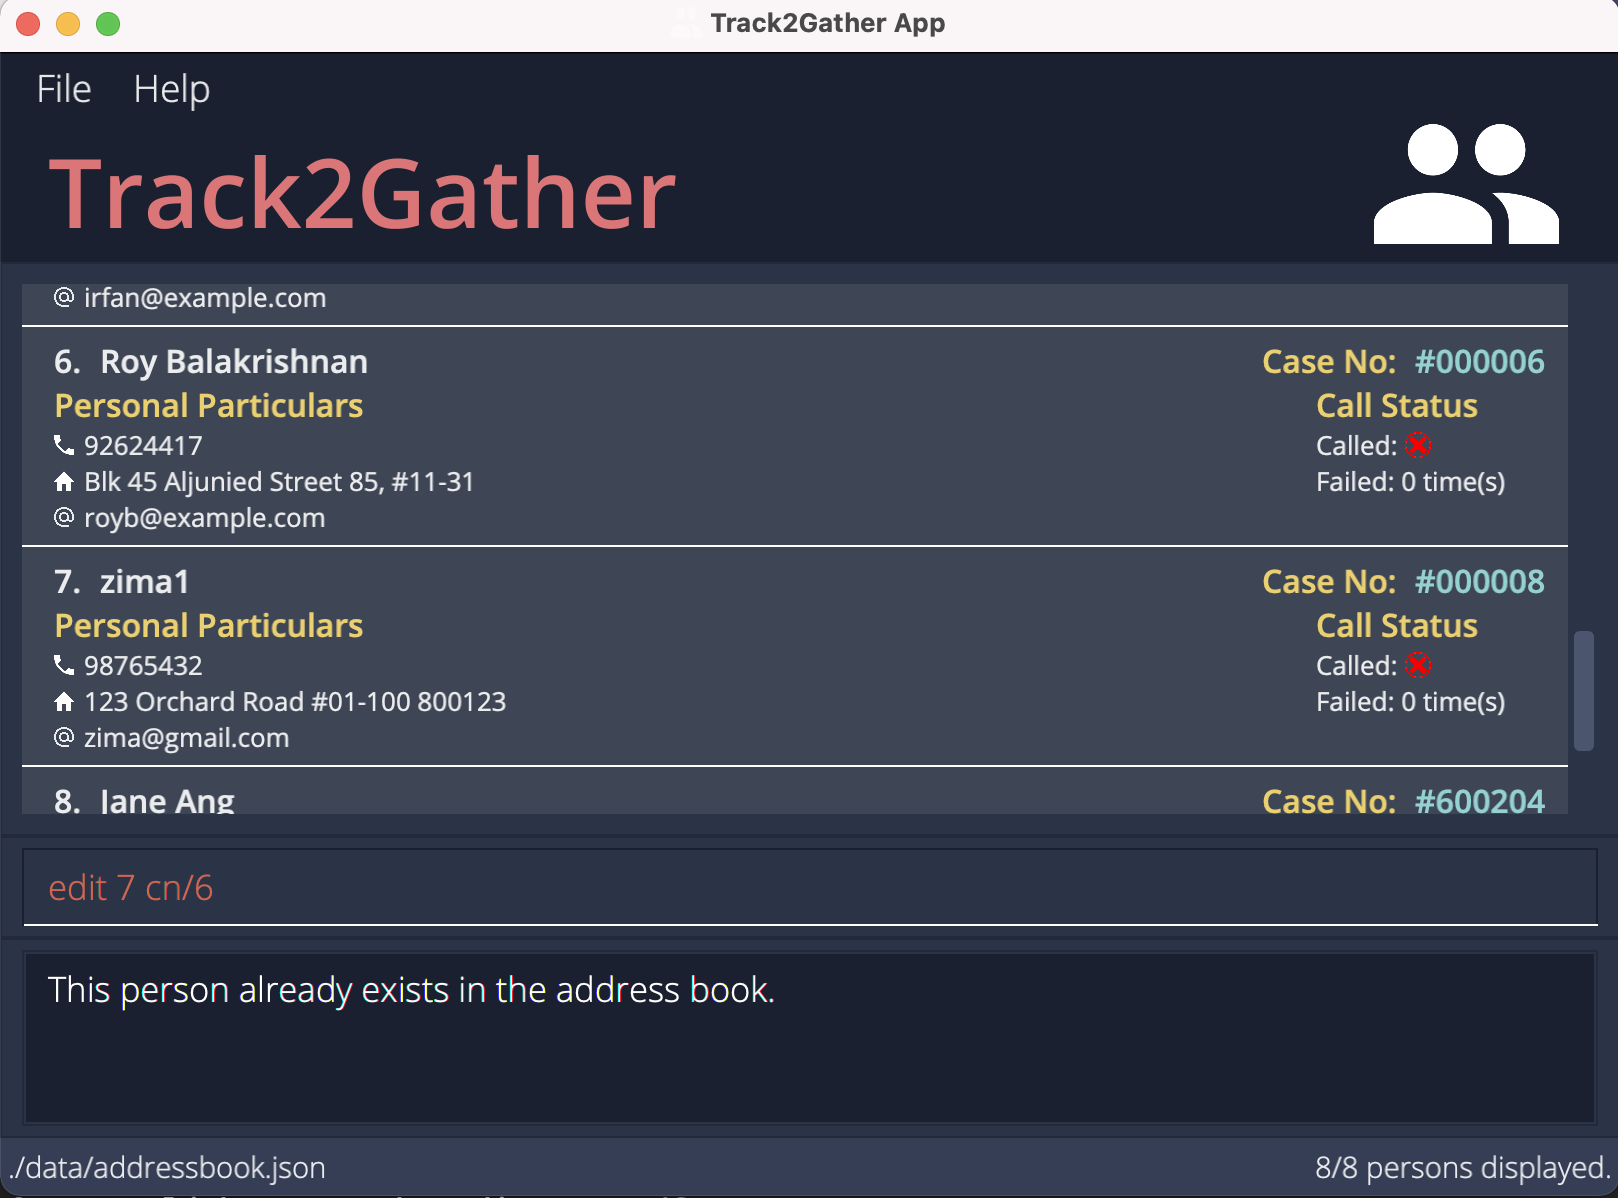 Track2Gather App
File Help
Track2Gather
@ irfan@example.com
6. Roy Balakrishnan Case No: #000006
Personal Particulars Call Status
92624417 Called:
Blk 45 Aljunied Street 85, #11-31 Failed: 0 time(s)
@ royb@example.com
7. zima1 Case No: #000008
Personal Particulars Call Status
98765432 Called:
123 Orchard Road #01-100 800123 Failed: 0 time(s)
@ zima@gmail.com
8. Jane Ang Case No: #600204
edit 7 cn/6
This person already exists in the address book.
./data/addressbook.json 8/8 persons displayed.